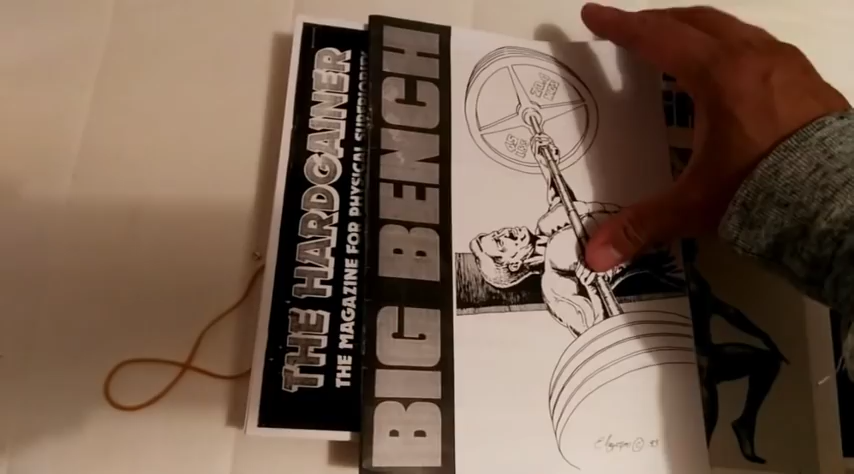 THE HARDGAINER
THE MAGAZINE FOR PHYSICAL SUPERIORITY
BIG BENCH